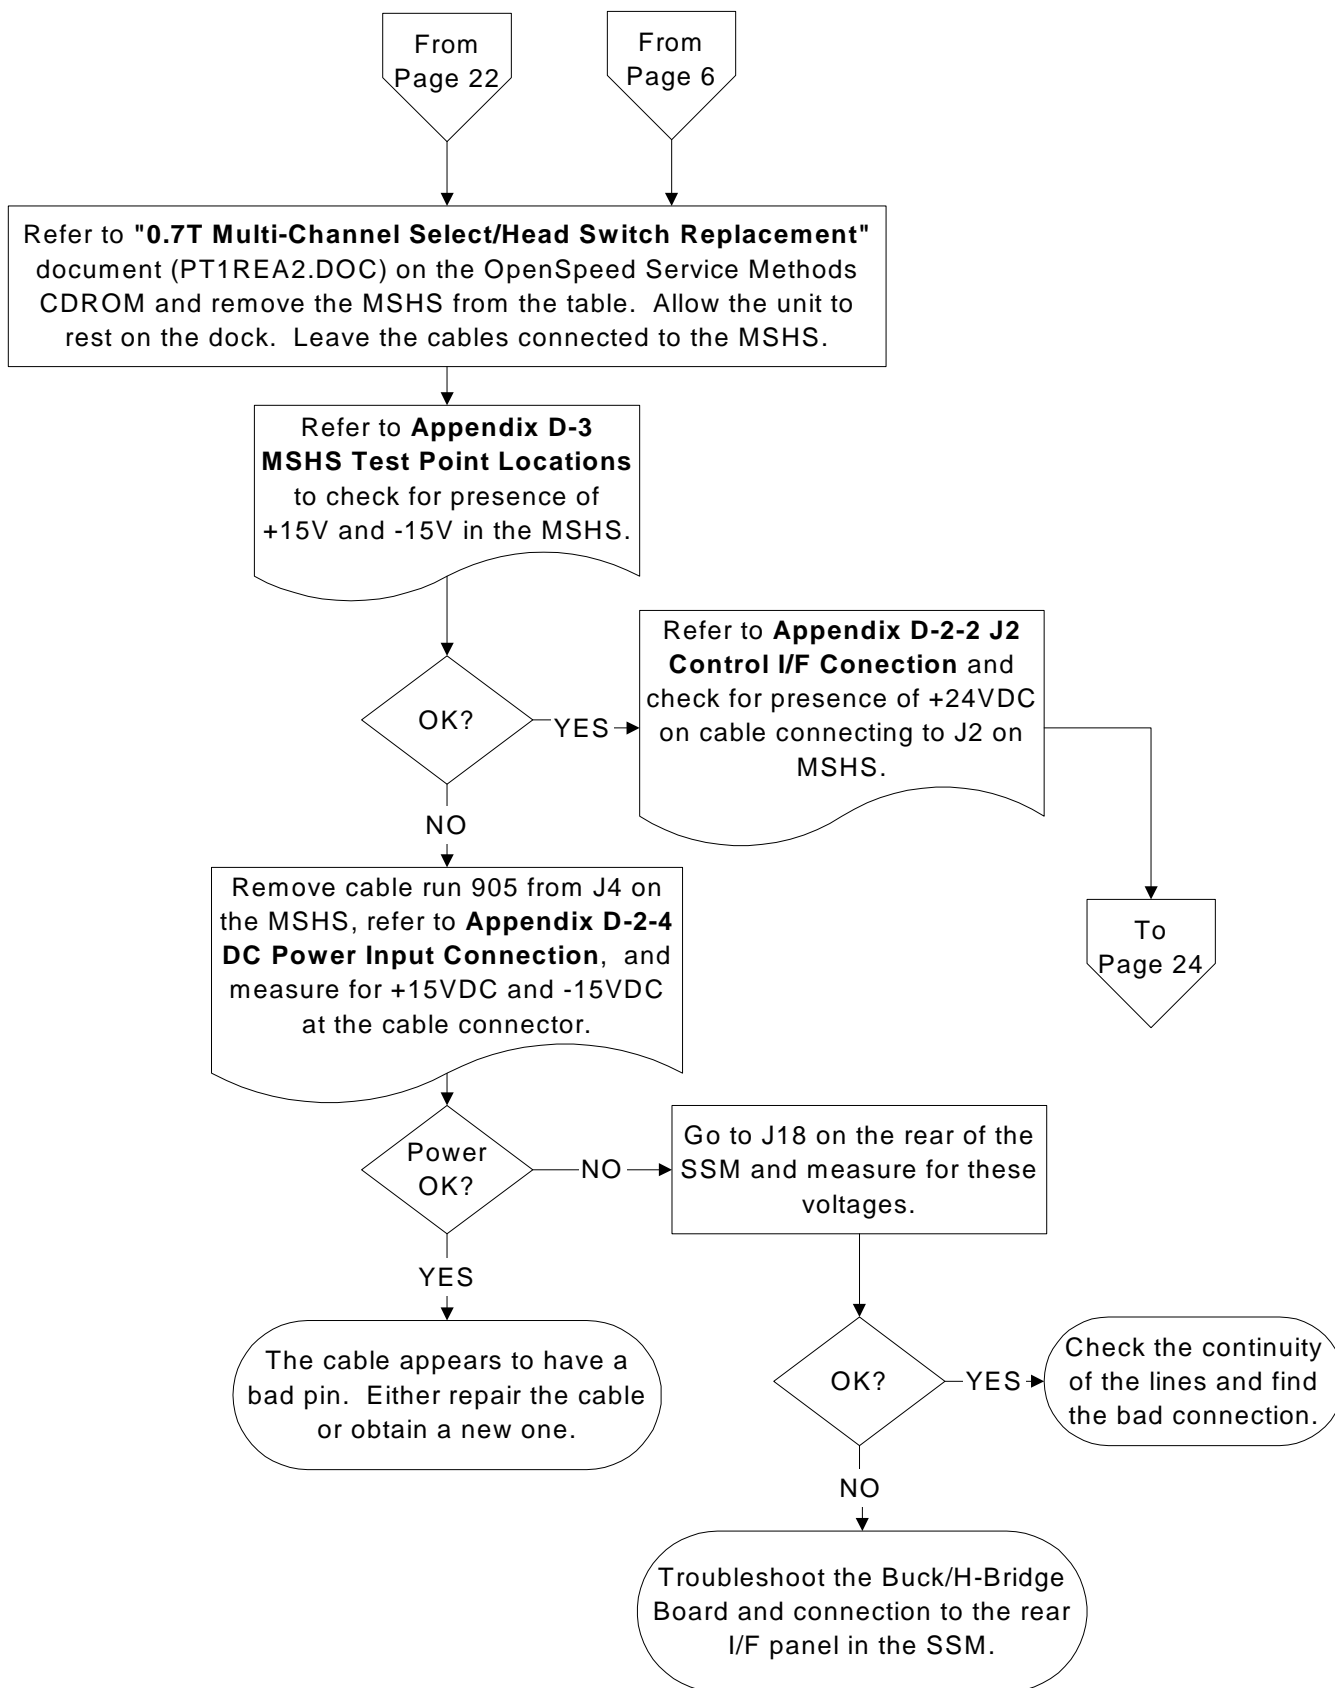 From
Page 22
From
Page 6
Refer to "0.7T Multi-Channel Select/Head Switch Replacement"
document (PT1REA2.DOC) on the OpenSpeed Service Methods
CDROM and remove the MSHS from the table.  Allow the unit to
rest on the dock.  Leave the cables connected to the MSHS.
Refer to Appendix D-3
MSHS Test Point Locations
to check for presence of
+15V and -15V in the MSHS.
OK?
YES
Refer to Appendix D-2-2 J2
Control I/F Conection and
check for presence of +24VDC
on cable connecting to J2 on
MSHS.
NO
To
Page 24
Remove cable run 905 from J4 on
the MSHS, refer to Appendix D-2-4
DC Power Input Connection,  and
measure for +15VDC and -15VDC
at the cable connector.
Power
OK?
NO
Go to J18 on the rear of the
SSM and measure for these
voltages.
YES
The cable appears to have a
bad pin.  Either repair the cable
or obtain a new one.
OK?
YES
Check the continuity
of the lines and find
the bad connection.
NO
Troubleshoot the Buck/H-Bridge
Board and connection to the rear
I/F panel in the SSM.